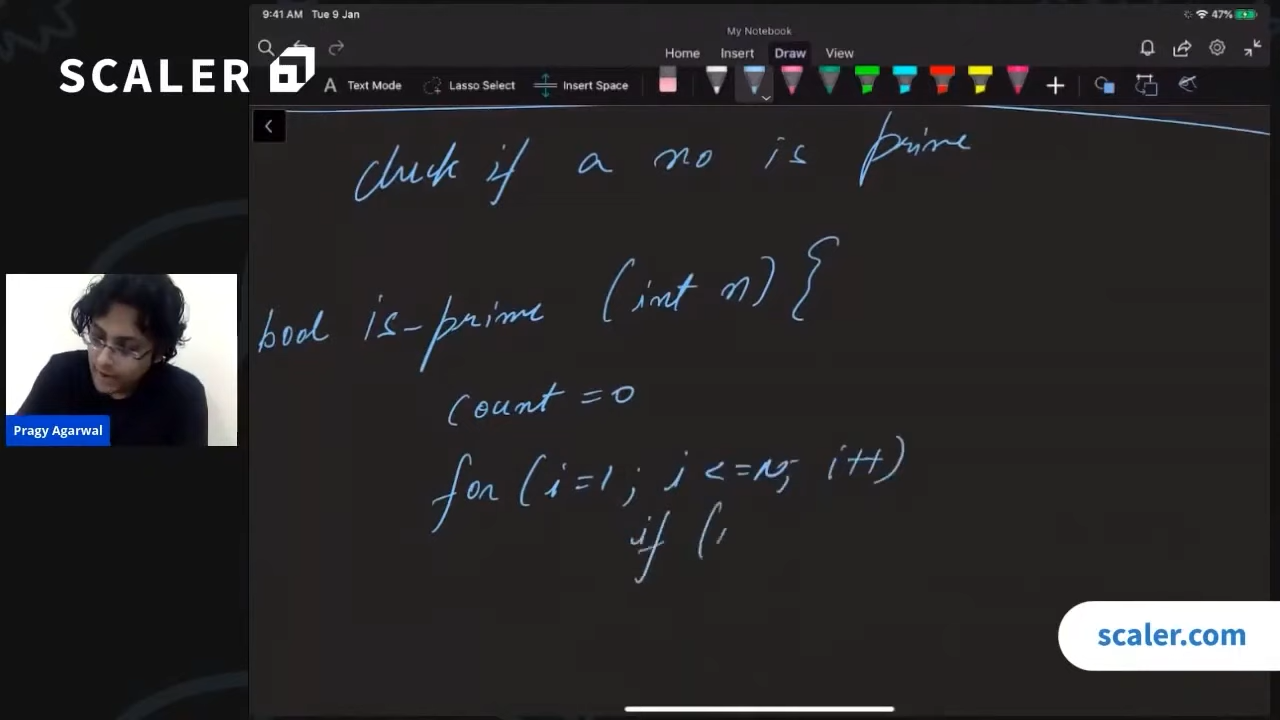 9:41 AM Tue 9 Jan
47%
My Notebook
Home Insert Draw View
SCALER
Text Mode Lasso Select Insert Space
check if a no is prime
bool is-prime (int n) {
count = 0
for (i=1; i <= n; i++)
if (
Pragy Agarwal
scaler.com